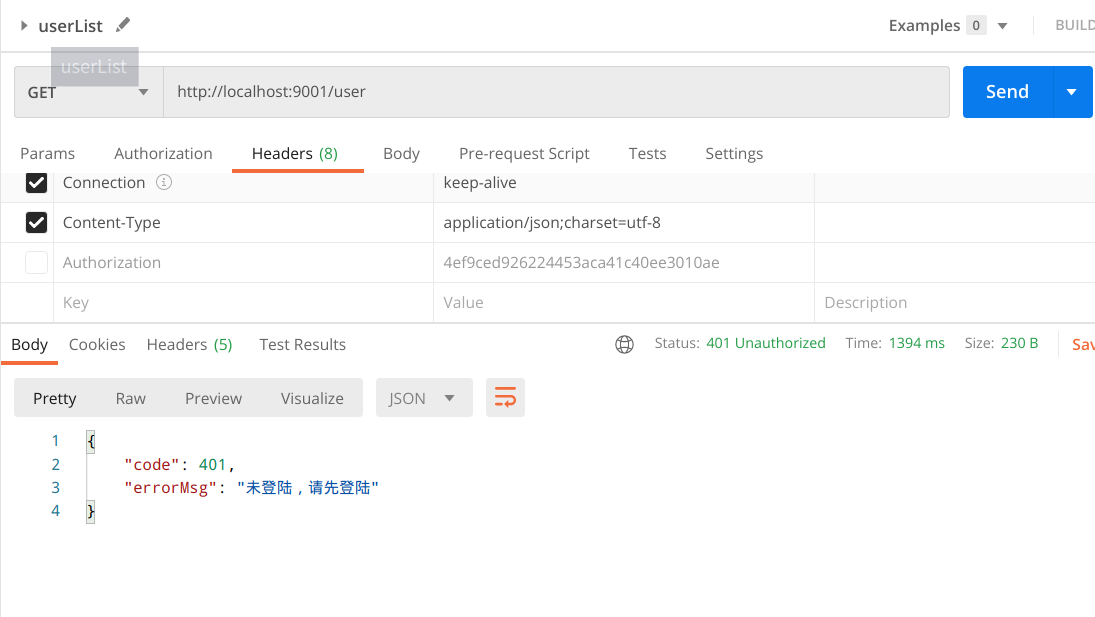 userList Examples 0 BUILD
userList
GET http://localhost:9001/user Send
Params Authorization Headers (8) Body Pre-request Script Tests Settings
Connection keep-alive
Content-Type application/json;charset=utf-8
Authorization 4ef9ced926224453aca41c40ee3010ae
Key Value Description
Body Cookies Headers (5) Test Results Status: 401 Unauthorized Time: 1394 ms Size: 230 B Sav
Pretty Raw Preview Visualize JSON
1 {
2 "code": 401,
3 "errorMsg": "未登陆，请先登陆"
4 }